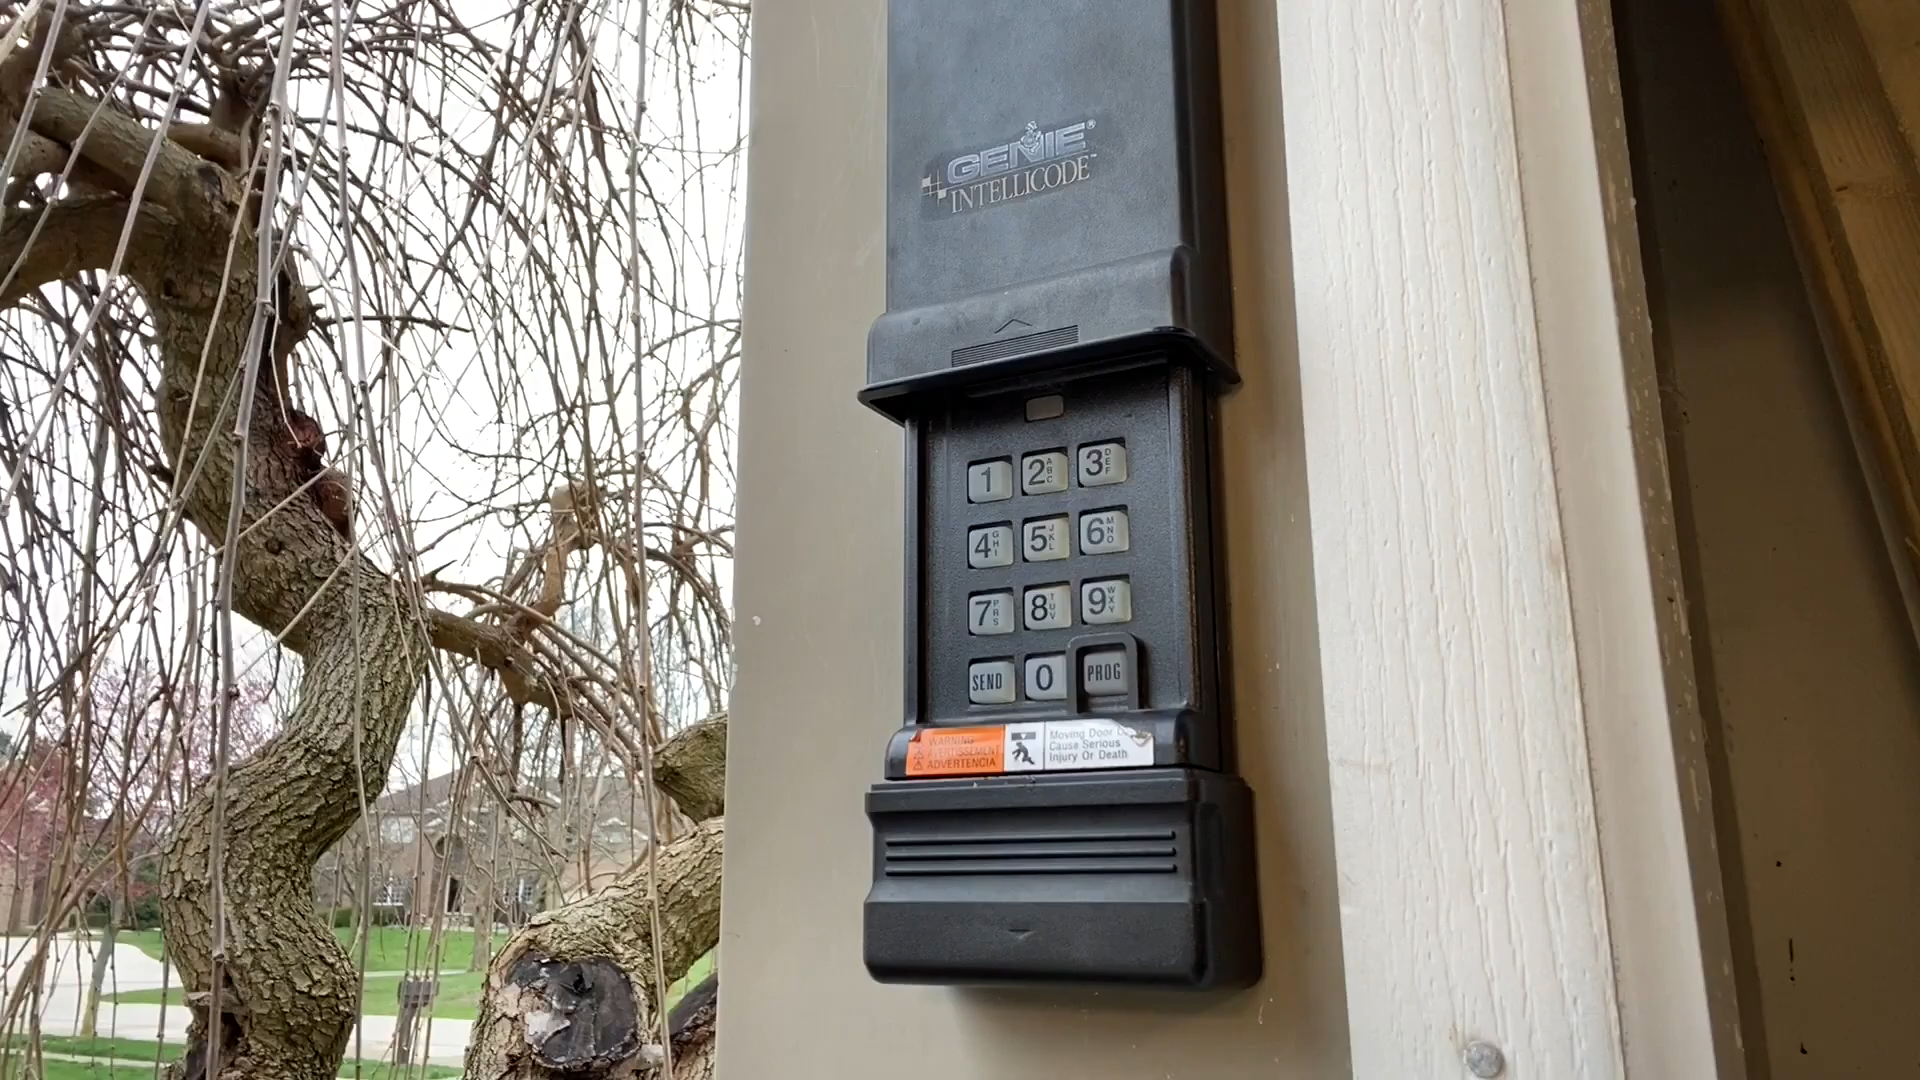 GENIE®
INTELLICODE™
1 2 ABC 3 DEF
4 GHI 5 JKL 6 MNO
7 PRS 8 TUV 9 WXY
SEND 0 PROG
WARNING
AVERTISSEMENT
ADVERTENCIA
Moving Door
Cause Serious
Injury Or Death